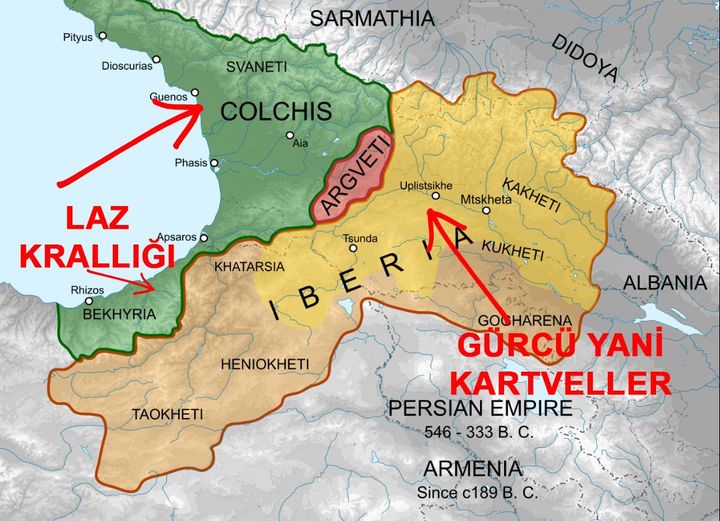 SARMATHIA
Pityus
DIDOYA
Dioscurias
SVANETI
Guenos
COLCHIS
Aia
Phasis
ARGVETI
Uplistsikhe
KAKHETI
Mtskheta
LAZ
KRALLIĞI
Apsaros
Tsunda
KUKHETI
KHATARSIA
IBERIA
ALBANIA
Rhizos
BEKHYRIA
GOGHARENA
GÜRCÜ YANİ
KARTVELLER
HENIOKHETI
TAOKHETI
PERSIAN EMPIRE
546 - 333 B. C.
ARMENIA
Since c189 B. C.